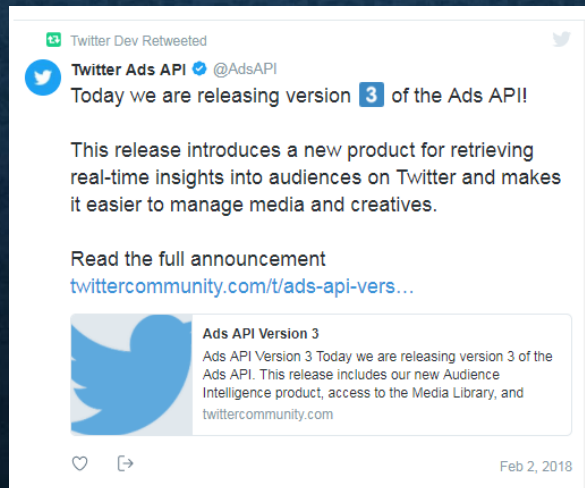 Twitter Dev Retweeted
Twitter Ads API @AdsAPI
Today we are releasing version 3 of the Ads API!
This release introduces a new product for retrieving
real-time insights into audiences on Twitter and makes
it easier to manage media and creatives.
Read the full announcement
twittercommunity.com/t/ads-api-vers…
Ads API Version 3
Ads API Version 3 Today we are releasing version 3 of the
Ads API. This release includes our new Audience
Intelligence product, access to the Media Library, and
twittercommunity.com
Feb 2, 2018